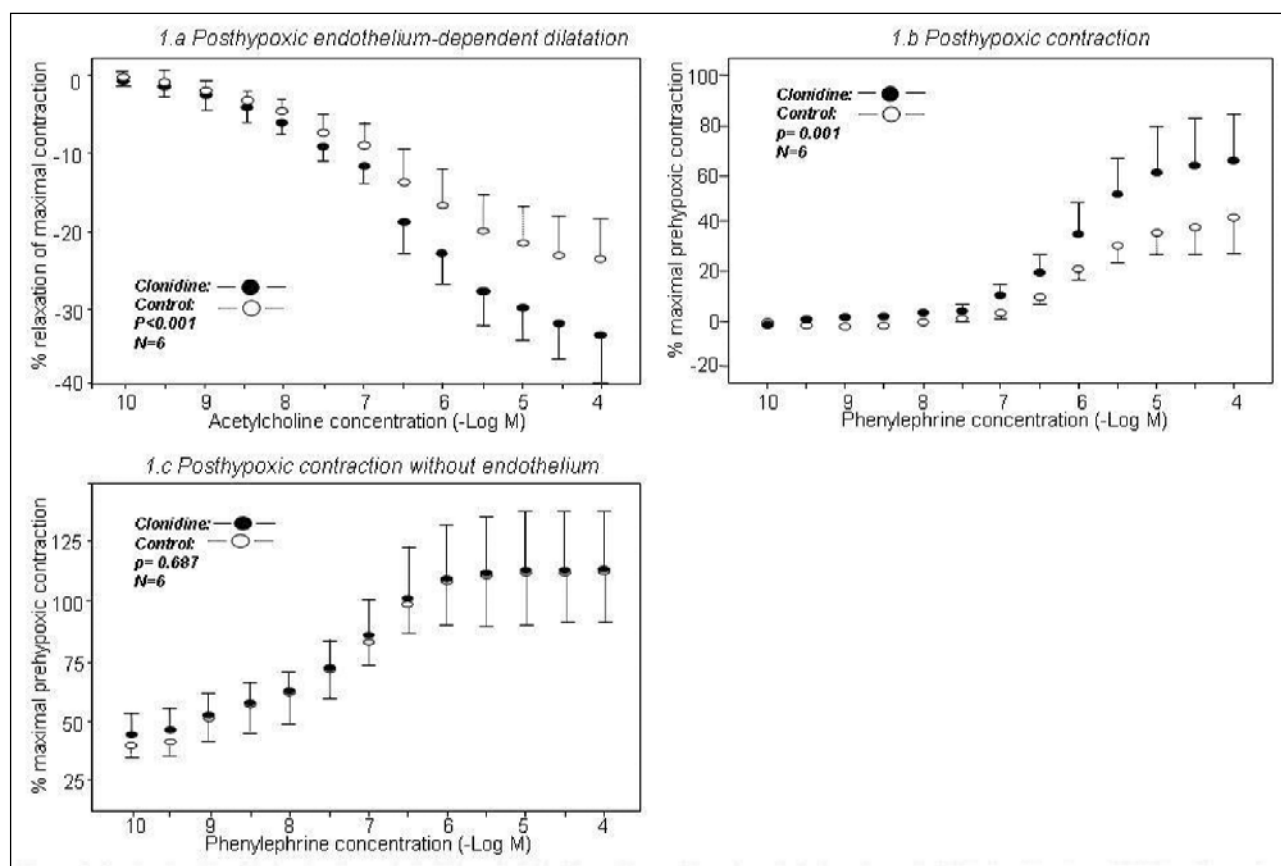 1.a Posthypoxic endothelium-dependent dilatation
% relaxation of maximal contraction
0
-10
-20
-30
-40
Clonidine:
Control:
P<0.001
N=6
10 9 8 7 6 5 4
Acetylcholine concentration (-Log M)
1.b Posthypoxic contraction
% maximal prehypoxic contraction
100
80
60
40
20
0
-20
Clonidine:
Control:
p= 0.001
N=6
10 9 8 7 6 5 4
Phenylephrine concentration (-Log M)
1.c Posthypoxic contraction without endothelium
% maximal prehypoxic contraction
125
100
75
50
25
Clonidine:
Control:
p= 0.687
N=6
10 9 8 7 6 5 4
Phenylephrine concentration (-Log M)